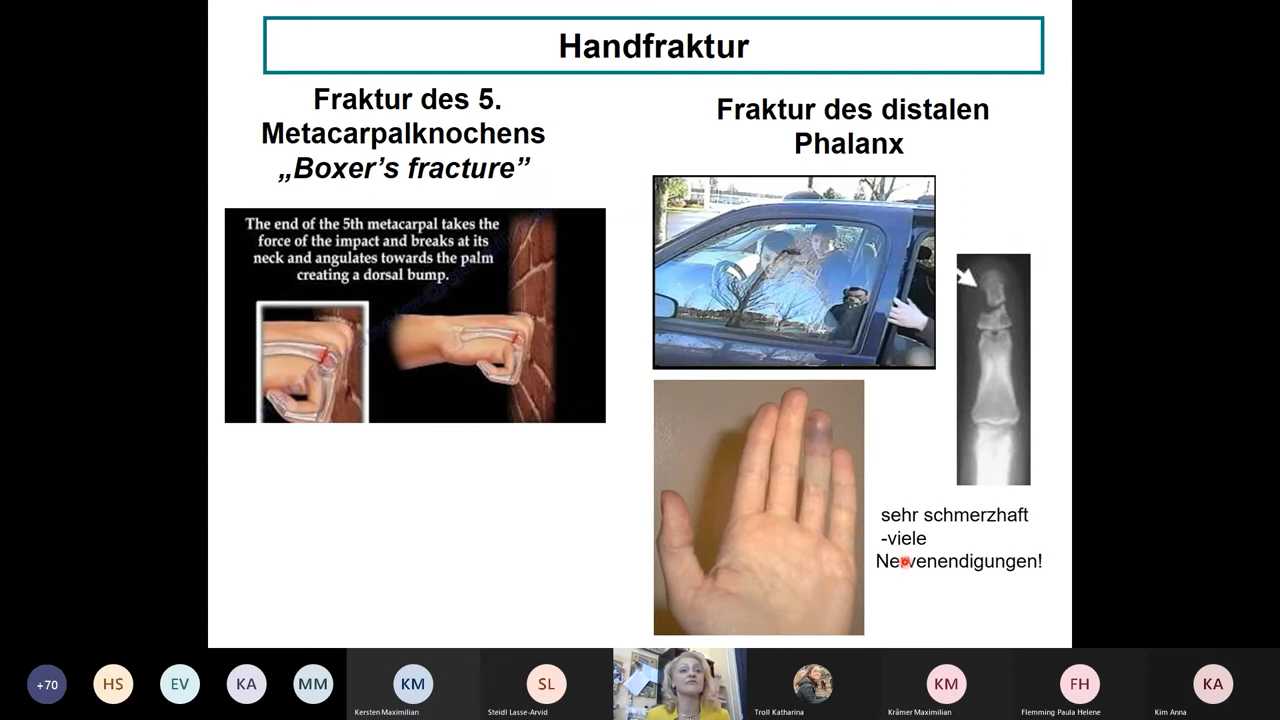 Handfraktur
Fraktur des 5.
Metacarpalknochens
„Boxer’s fracture”
The end of the 5th metacarpal takes the
force of the impact and breaks at its
neck and angulates towards the palm
creating a dorsal bump.
Fraktur des distalen
Phalanx
sehr schmerzhaft
-viele
Nervenendigungen!
+70
HS
EV
KA
MM
KM
Kersten Maximilian
SL
Steidl Lasse-Arvid
Troll Katharina
KM
Krämer Maximilian
FH
Flemming Paula Helene
KA
Kim Anna